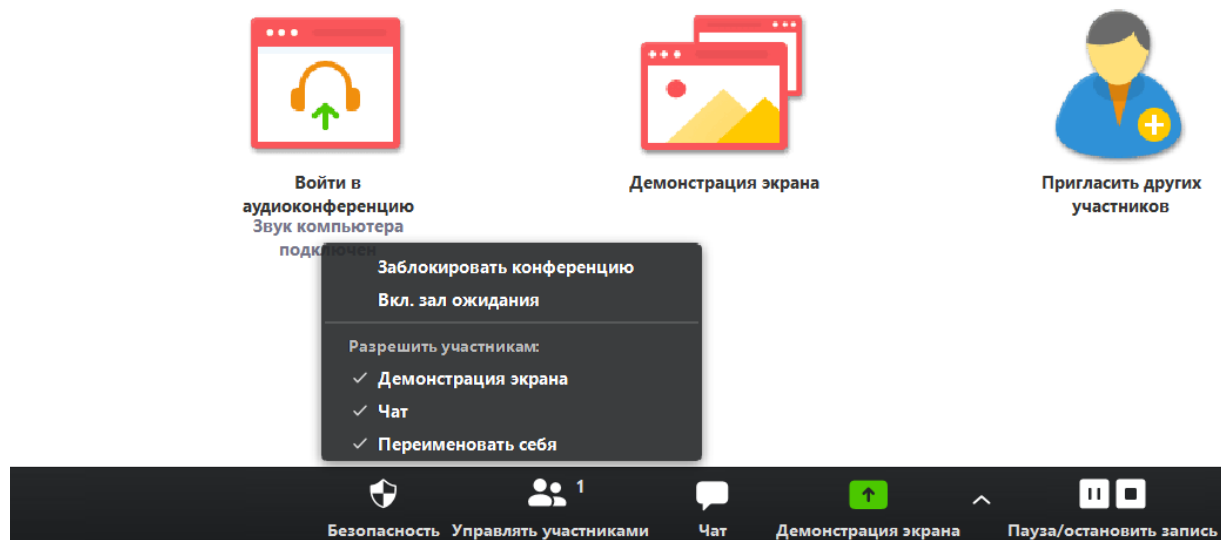 Войти в
аудиоконференцию
Звук компьютера
подключен
Демонстрация экрана
Пригласить других
участников
Заблокировать конференцию
Вкл. зал ожидания
Разрешить участникам:
Демонстрация экрана
Чат
Переименовать себя
1
Безопасность
Управлять участниками
Чат
Демонстрация экрана
Пауза/остановить запись